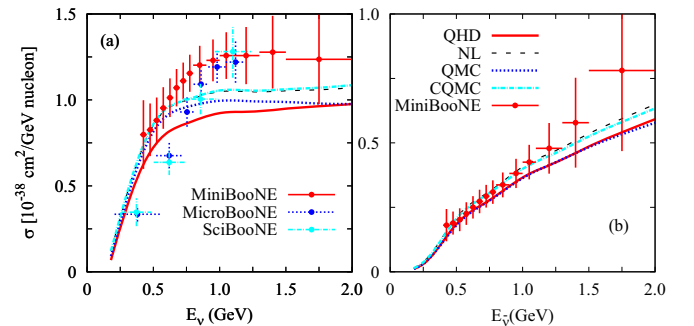 1.5
(a)
1.0
0.5
0
σ [10⁻³⁸ cm²/GeV nucleon]
MiniBooNE
MicroBooNE
SciBooNE
0 0.5 1.0 1.5 2.0
E_ν (GeV)
1
0.5
0
QHD
NL
QMC
CQMC
MiniBooNE
(b)
0 0.5 1.0 1.5 2.0
E_ν̃(GeV)